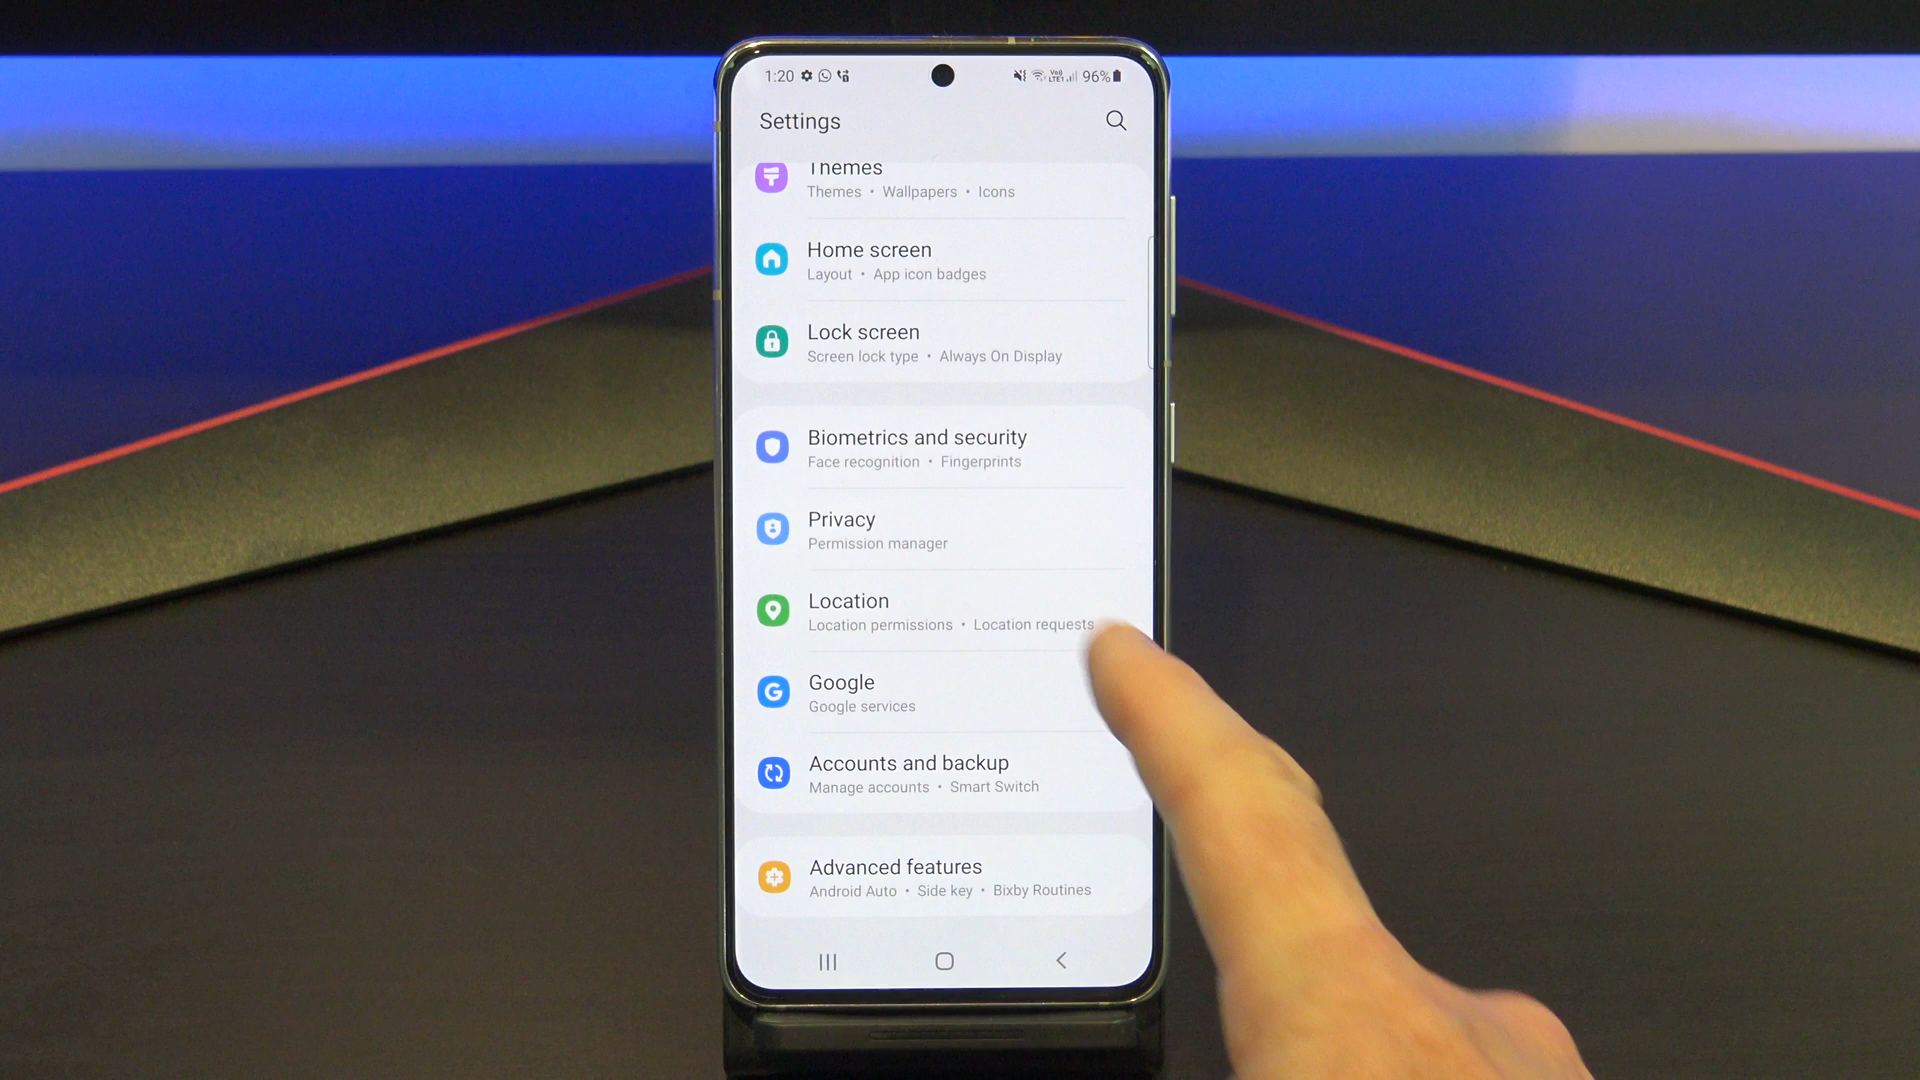 1:20 Vo) LTE1 96%
Settings
Themes
Themes • Wallpapers • Icons
Home screen
Layout • App icon badges
Lock screen
Screen lock type • Always On Display
Biometrics and security
Face recognition • Fingerprints
Privacy
Permission manager
Location
Location permissions • Location requests
Google
Google services
Accounts and backup
Manage accounts • Smart Switch
Advanced features
Android Auto • Side key • Bixby Routines